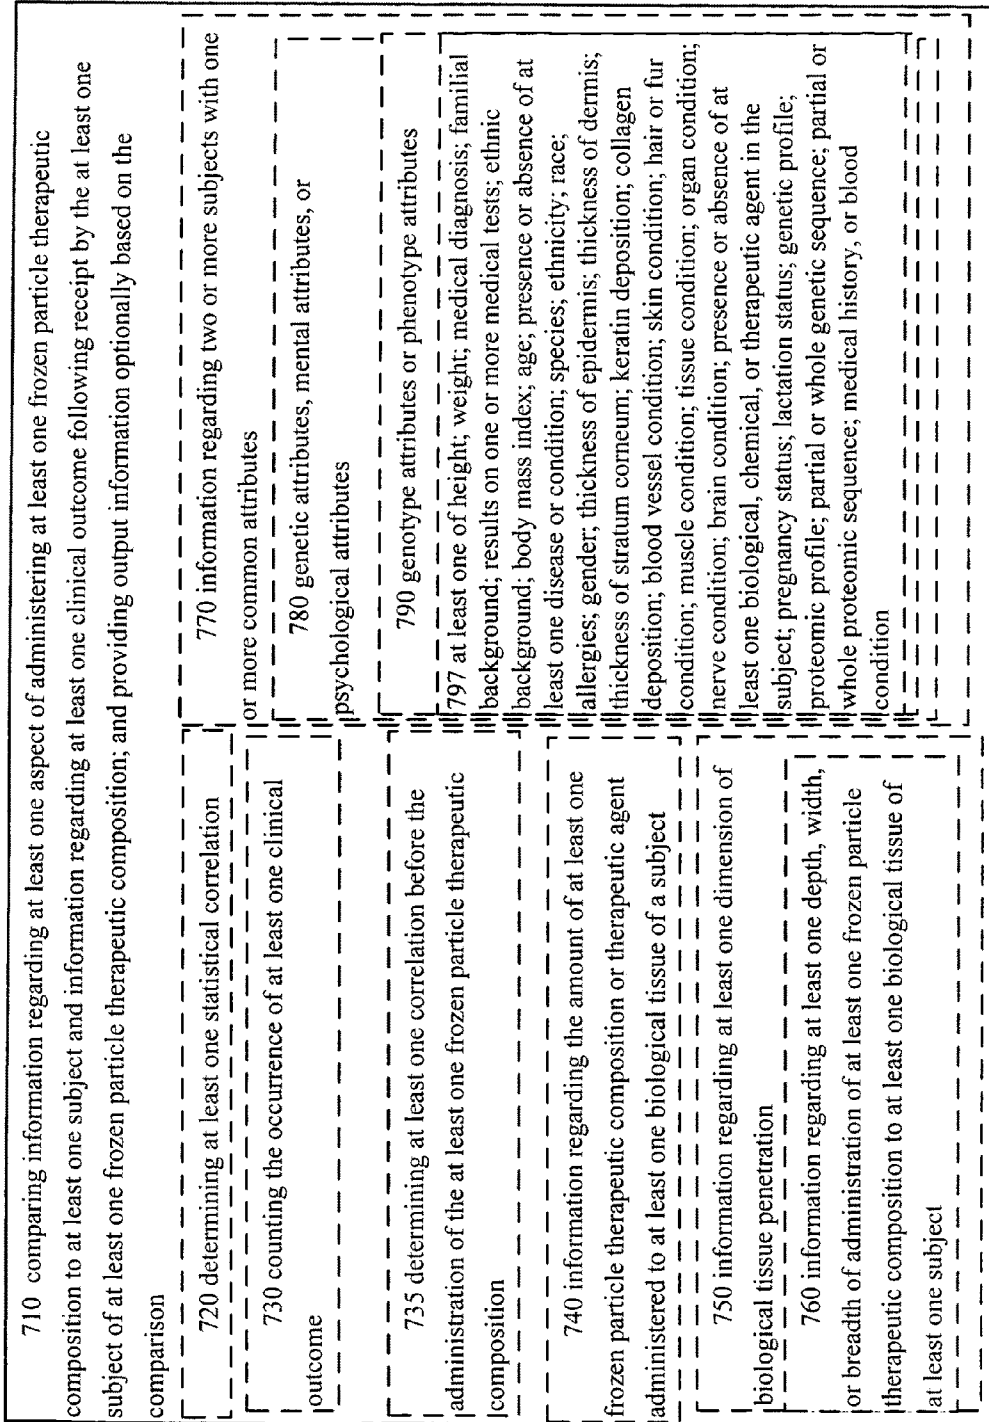 710 comparing information regarding at least one aspect of administering at least one frozen particle therapeutic
composition to at least one subject and information regarding at least one clinical outcome following receipt by the at least one
subject of at least one frozen particle therapeutic composition; and providing output information optionally based on the
comparison
720 determining at least one statistical correlation
730 counting the occurrence of at least one clinical
outcome
735 determining at least one correlation before the
administration of the at least one frozen particle therapeutic
composition
740 information regarding the amount of at least one
frozen particle therapeutic composition or therapeutic agent
administered to at least one biological tissue of a subject
750 information regarding at least one dimension of
biological tissue penetration
760 information regarding at least one depth, width,
or breadth of administration of at least one frozen particle
therapeutic composition to at least one biological tissue of
at least one subject
770 information regarding two or more subjects with one
or more common attributes
780 genetic attributes, mental attributes, or
psychological attributes
790 genotype attributes or phenotype attributes
797 at least one of height; weight; medical diagnosis; familial
background; results on one or more medical tests; ethnic
background; body mass index; age; presence or absence of at
least one disease or condition; species; ethnicity; race;
allergies; gender; thickness of epidermis; thickness of dermis;
thickness of stratum corneum; keratin deposition; collagen
deposition; blood vessel condition; skin condition; hair or fur
condition; muscle condition; tissue condition; organ condition;
nerve condition; brain condition; presence or absence of at
least one biological, chemical, or therapeutic agent in the
subject; pregnancy status; lactation status; genetic profile;
proteomic profile; partial or whole genetic sequence; partial or
whole proteomic sequence; medical history, or blood
condition